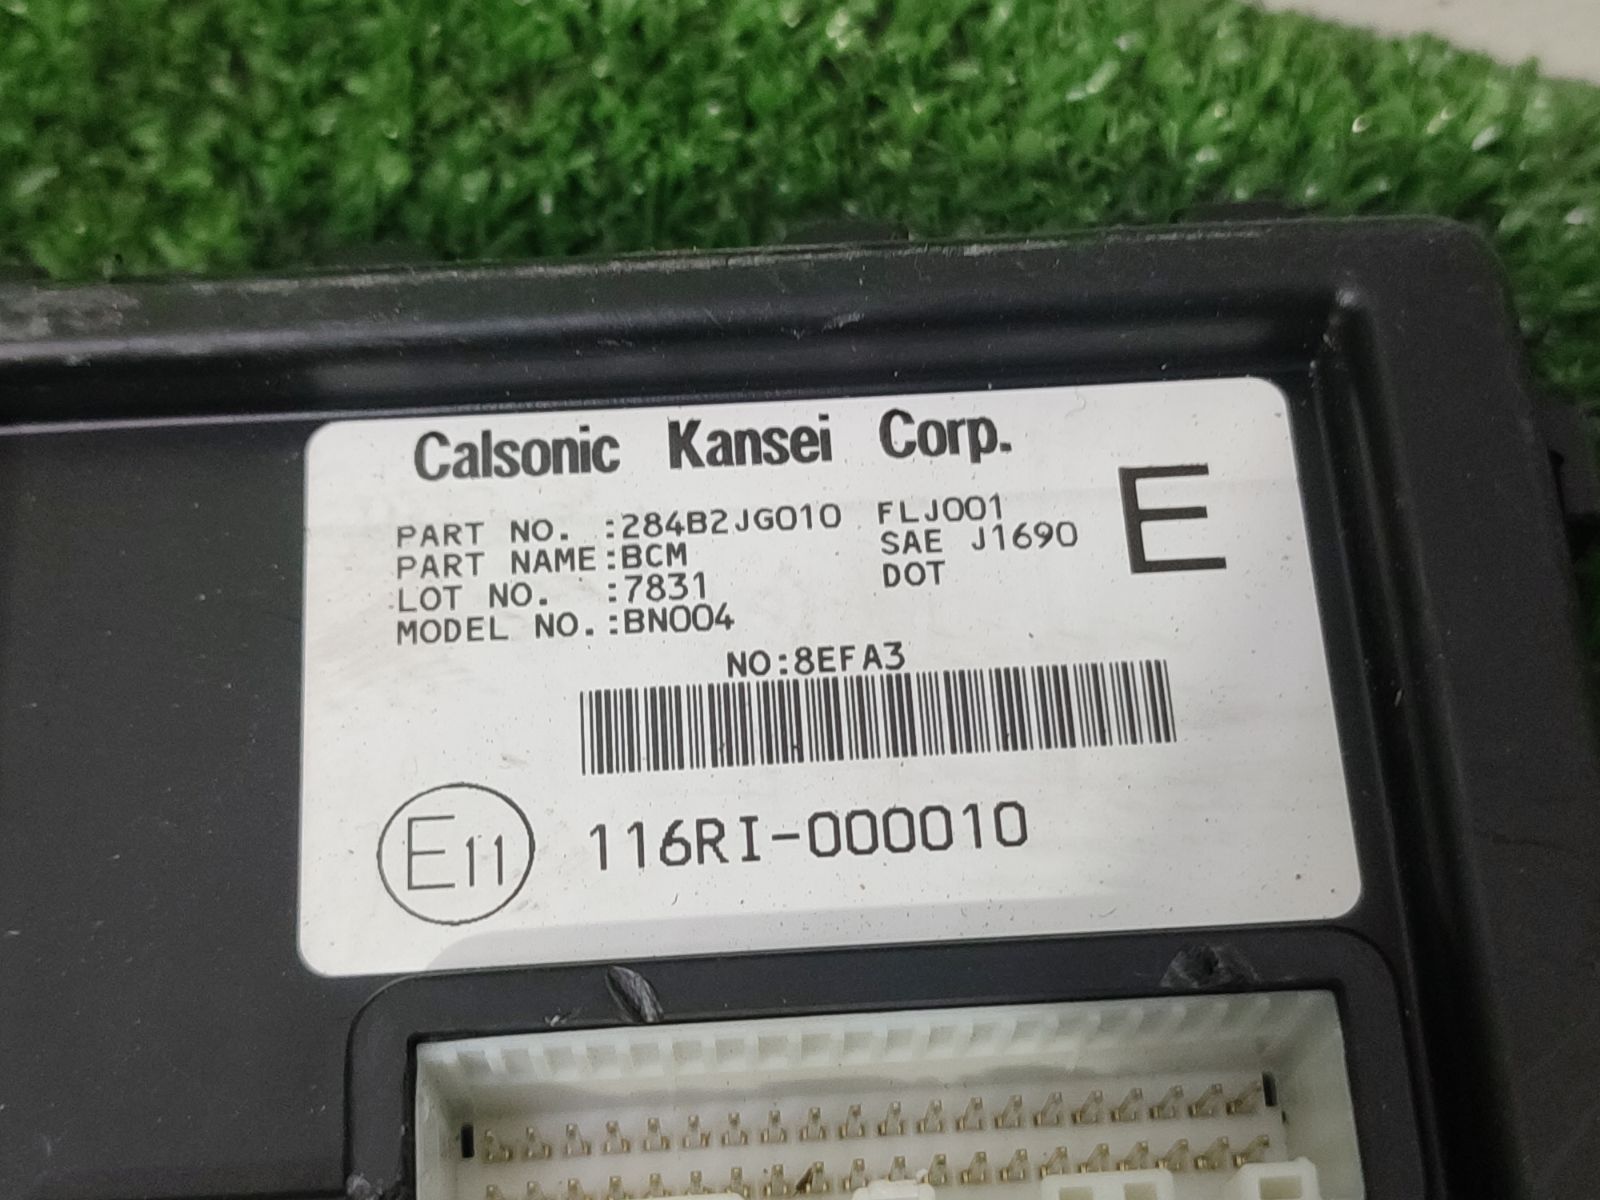 Calsonic Kansei Corp.
PART NO. :284B2JG010 FLJ001
PART NAME:BCM SAE J1690
LOT NO. :7831 DOT
MODEL NO.:BN004
E
NO:8EFA3
E11 116RI-000010